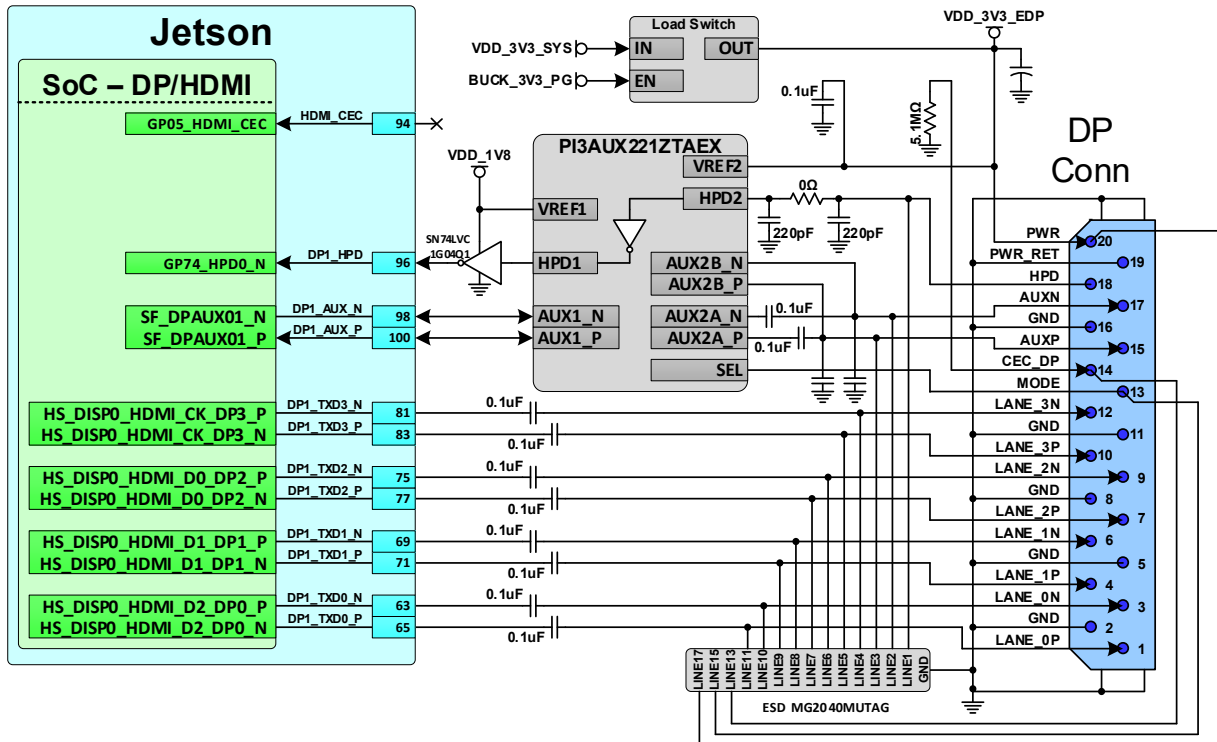 Jetson
SoC – DP/HDMI
GP05_HDMI_CEC
HDMI_CEC
94
GP74_HPD0_N
DP1_HPD
96
SF_DPAUX01_N
DP1_AUX_N
98
SF_DPAUX01_P
DP1_AUX_P
100
HS_DISP0_HDMI_CK_DP3_P
DP1_TXD3_N
81
HS_DISP0_HDMI_CK_DP3_N
DP1_TXD3_P
83
HS_DISP0_HDMI_D0_DP2_P
DP1_TXD2_N
75
HS_DISP0_HDMI_D0_DP2_N
DP1_TXD2_P
77
HS_DISP0_HDMI_D1_DP1_P
DP1_TXD1_N
69
HS_DISP0_HDMI_D1_DP1_N
DP1_TXD1_P
71
HS_DISP0_HDMI_D2_DP0_P
DP1_TXD0_N
63
HS_DISP0_HDMI_D2_DP0_N
DP1_TXD0_P
65
VDD_3V3_SYS
BUCK_3V3_PG
Load Switch
IN
OUT
EN
VDD_3V3_EDP
0.1uF
5.1MΩ
VDD_1V8
SN74LVC
1G04Q1
PI3AUX221ZTAEX
VREF2
HPD2
VREF1
HPD1
AUX2B_N
AUX2B_P
AUX1_N
AUX2A_N
AUX1_P
AUX2A_P
SEL
0Ω
220pF
220pF
0.1uF
0.1uF
0.1uF
0.1uF
0.1uF
0.1uF
0.1uF
0.1uF
0.1uF
0.1uF
DP
Conn
PWR
20
PWR_RET
19
HPD
18
AUXN
17
GND
16
AUXP
15
CEC_DP
14
MODE
13
LANE_3N
12
GND
11
LANE_3P
10
LANE_2N
9
GND
8
LANE_2P
7
LANE_1N
6
GND
5
LANE_1P
4
LANE_0N
3
GND
2
LANE_0P
1
LINE17
LINE15
LINE13
LINE11
LINE10
LINE9
LINE8
LINE7
LINE6
LINE5
LINE4
LINE3
LINE2
LINE1
GND
ESD MG2040MUTAG